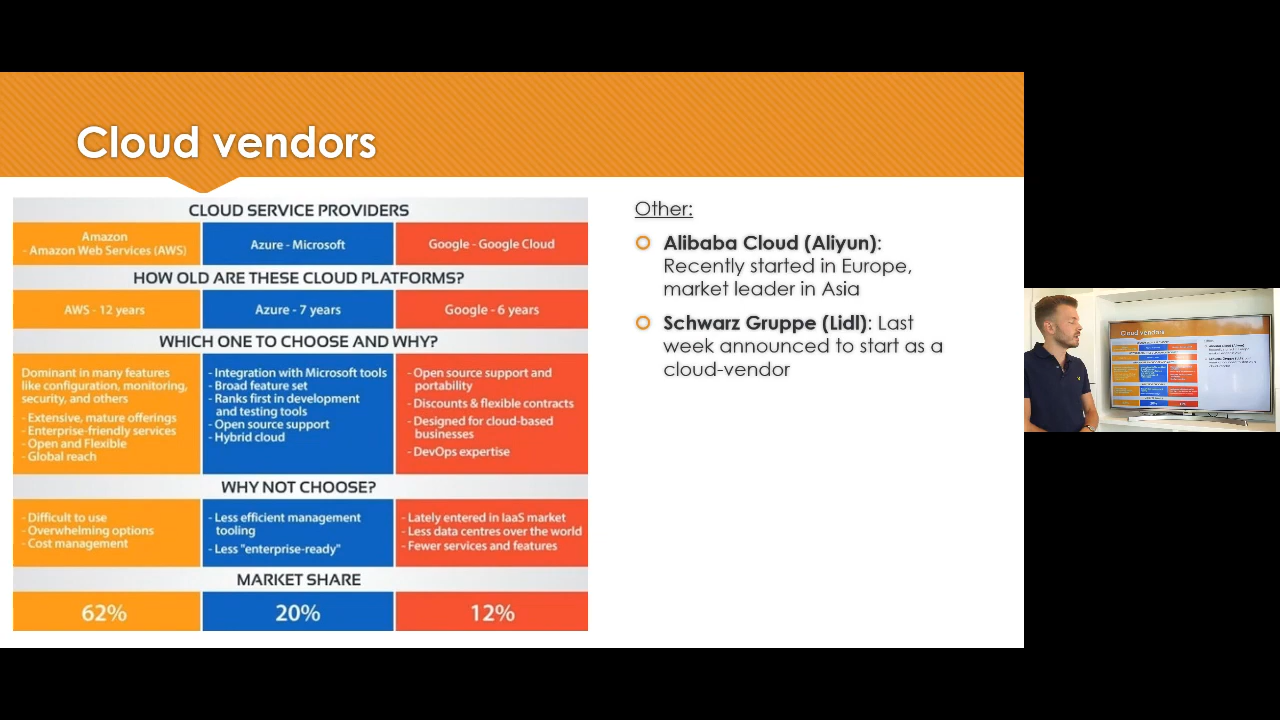 Cloud vendors
CLOUD SERVICE PROVIDERS
Amazon
- Amazon Web Services (AWS)
Azure - Microsoft
Google - Google Cloud
HOW OLD ARE THESE CLOUD PLATFORMS?
AWS - 12 years
Azure - 7 years
Google - 6 years
WHICH ONE TO CHOOSE AND WHY?
Dominant in many features
like configuration, monitoring,
security, and others
- Extensive, mature offerings
- Enterprise-friendly services
- Open and Flexible
- Global reach
- Integration with Microsoft tools
- Broad feature set
- Ranks first in development
and testing tools
- Open source support
- Hybrid cloud
- Open source support and
portability
- Discounts & flexible contracts
- Designed for cloud-based
businesses
- DevOps expertise
WHY NOT CHOOSE?
- Difficult to use
- Overwhelming options
- Cost management
- Less efficient management
tooling
- Less "enterprise-ready"
- Lately entered in IaaS market
- Less data centres over the world
- Fewer services and features
MARKET SHARE
62%
20%
12%
Other:
Alibaba Cloud (Aliyun):
Recently started in Europe,
market leader in Asia
Schwarz Gruppe (Lidl): Last
week announced to start as a
cloud-vendor
Cloud vendors